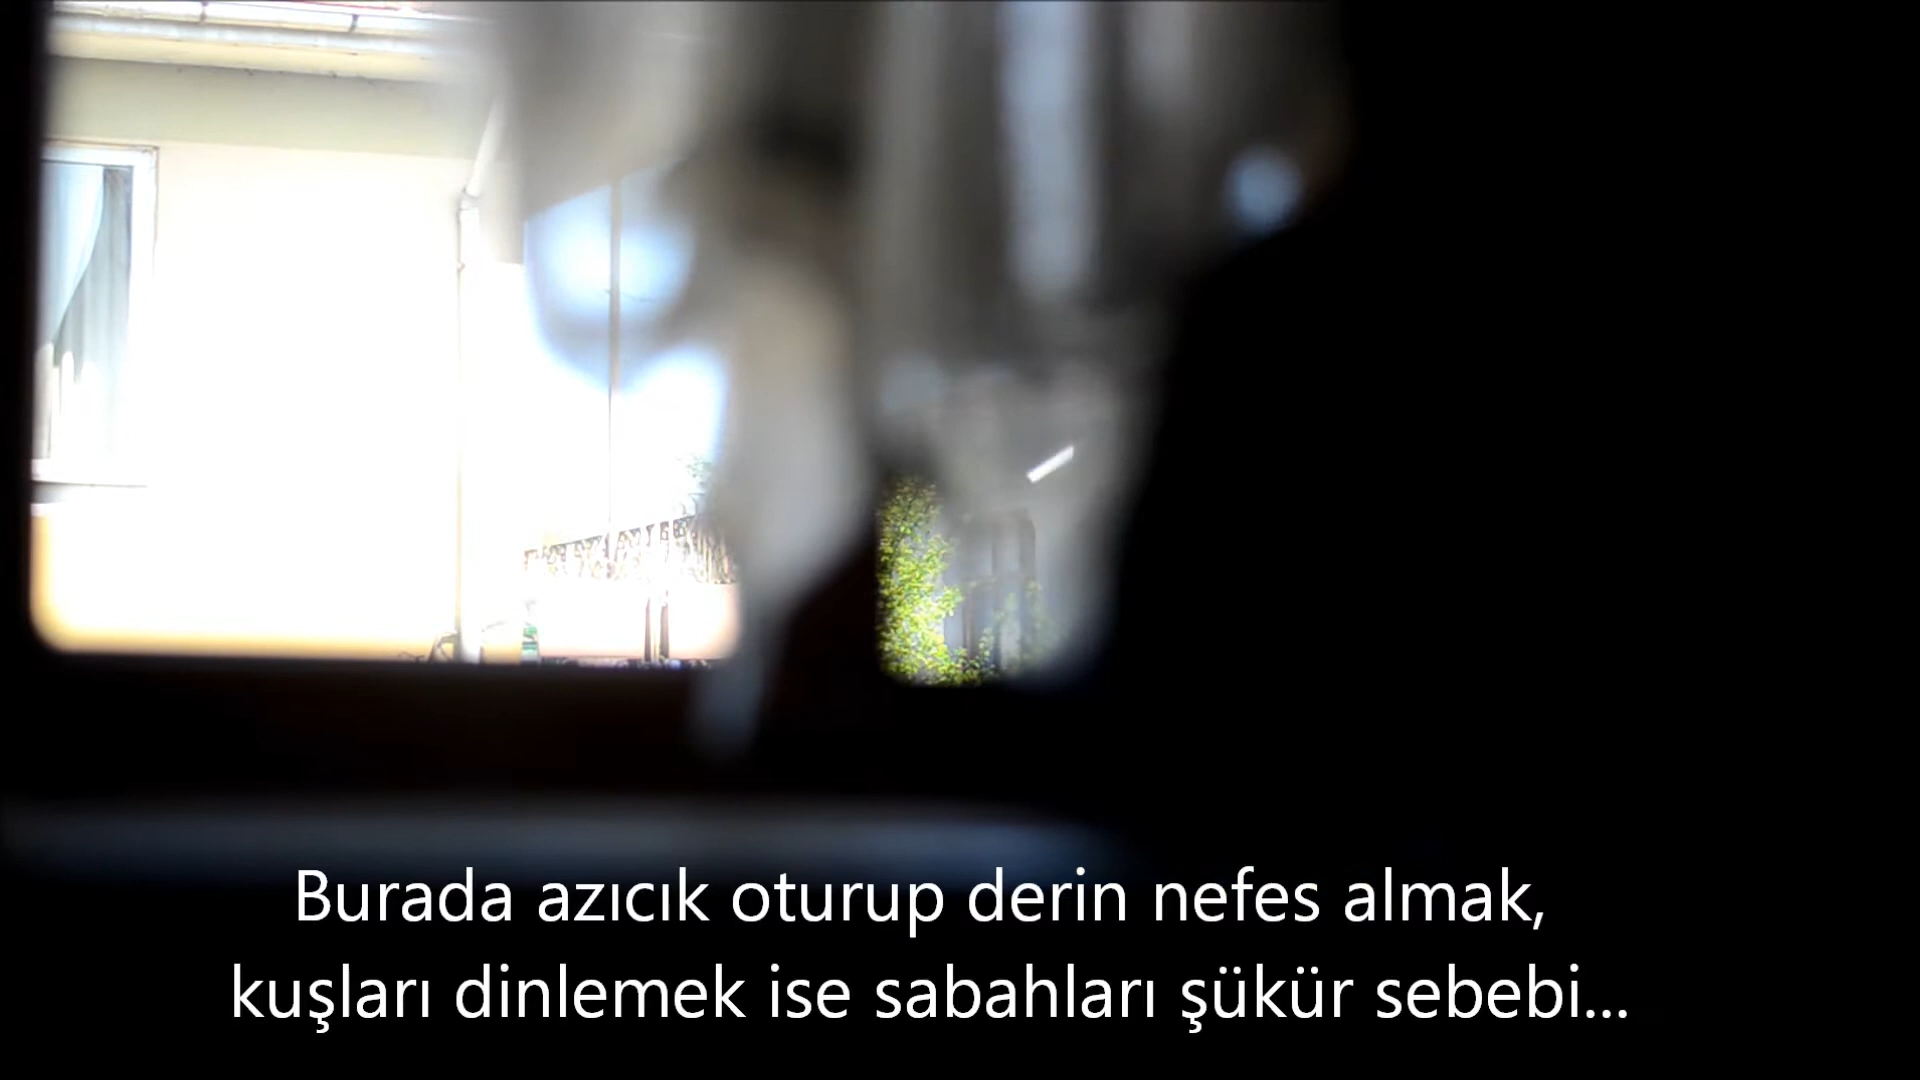 Burada azıcık oturup derin nefes almak,
kuşları dinlemek ise sabahları şükür sebebi...